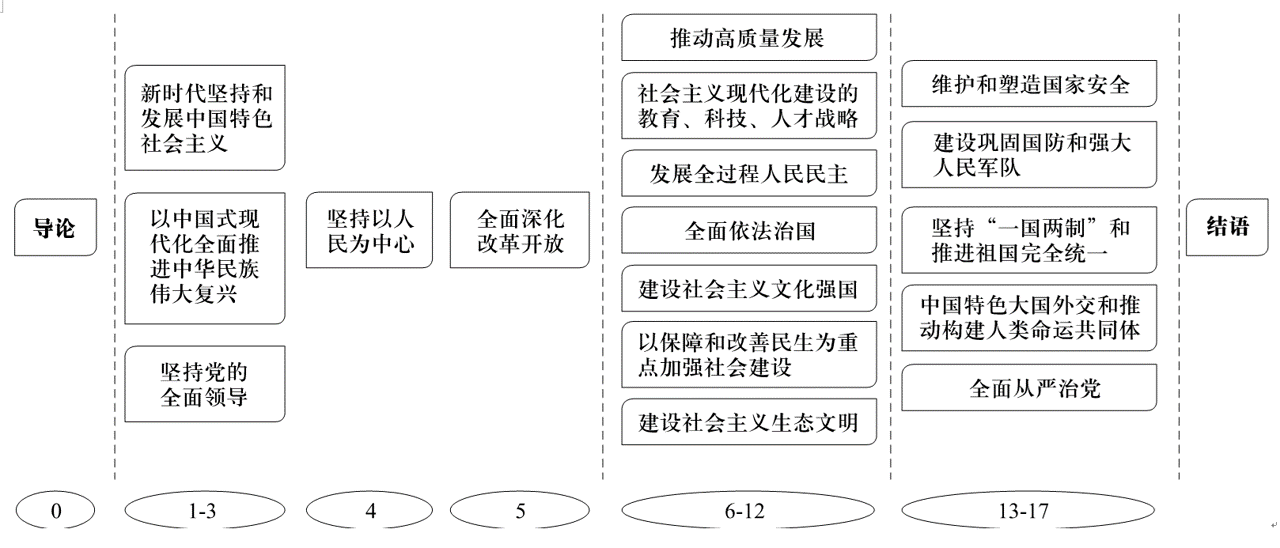 导论
新时代坚持和
发展中国特色
社会主义
以中国式现
代化全面推
进中华民族
伟大复兴
坚持党的
全面领导
坚持以人
民为中心
全面深化
改革开放
推动高质量发展
社会主义现代化建设的
教育、科技、人才战略
发展全过程人民民主
全面依法治国
建设社会主义文化强国
以保障和改善民生为重
点加强社会建设
建设社会主义生态文明
维护和塑造国家安全
建设巩固国防和强大
人民军队
坚持“一国两制”和
推进祖国完全统一
中国特色大国外交和推
动构建人类命运共同体
全面从严治党
结语
0
1-3
4
5
6-12
13-17